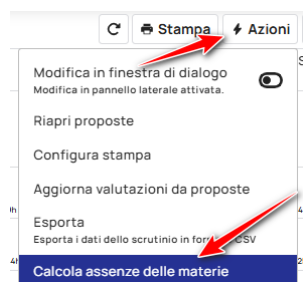 Stampa
Azioni
Modifica in finestra di dialogo
Modifica in pannello laterale attivata.
Riapri proposte
Configura stampa
Aggiorna valutazioni da proposte
Esporta
Esporta i dati dello scrutinio in CSV
Calcola assenze delle materie